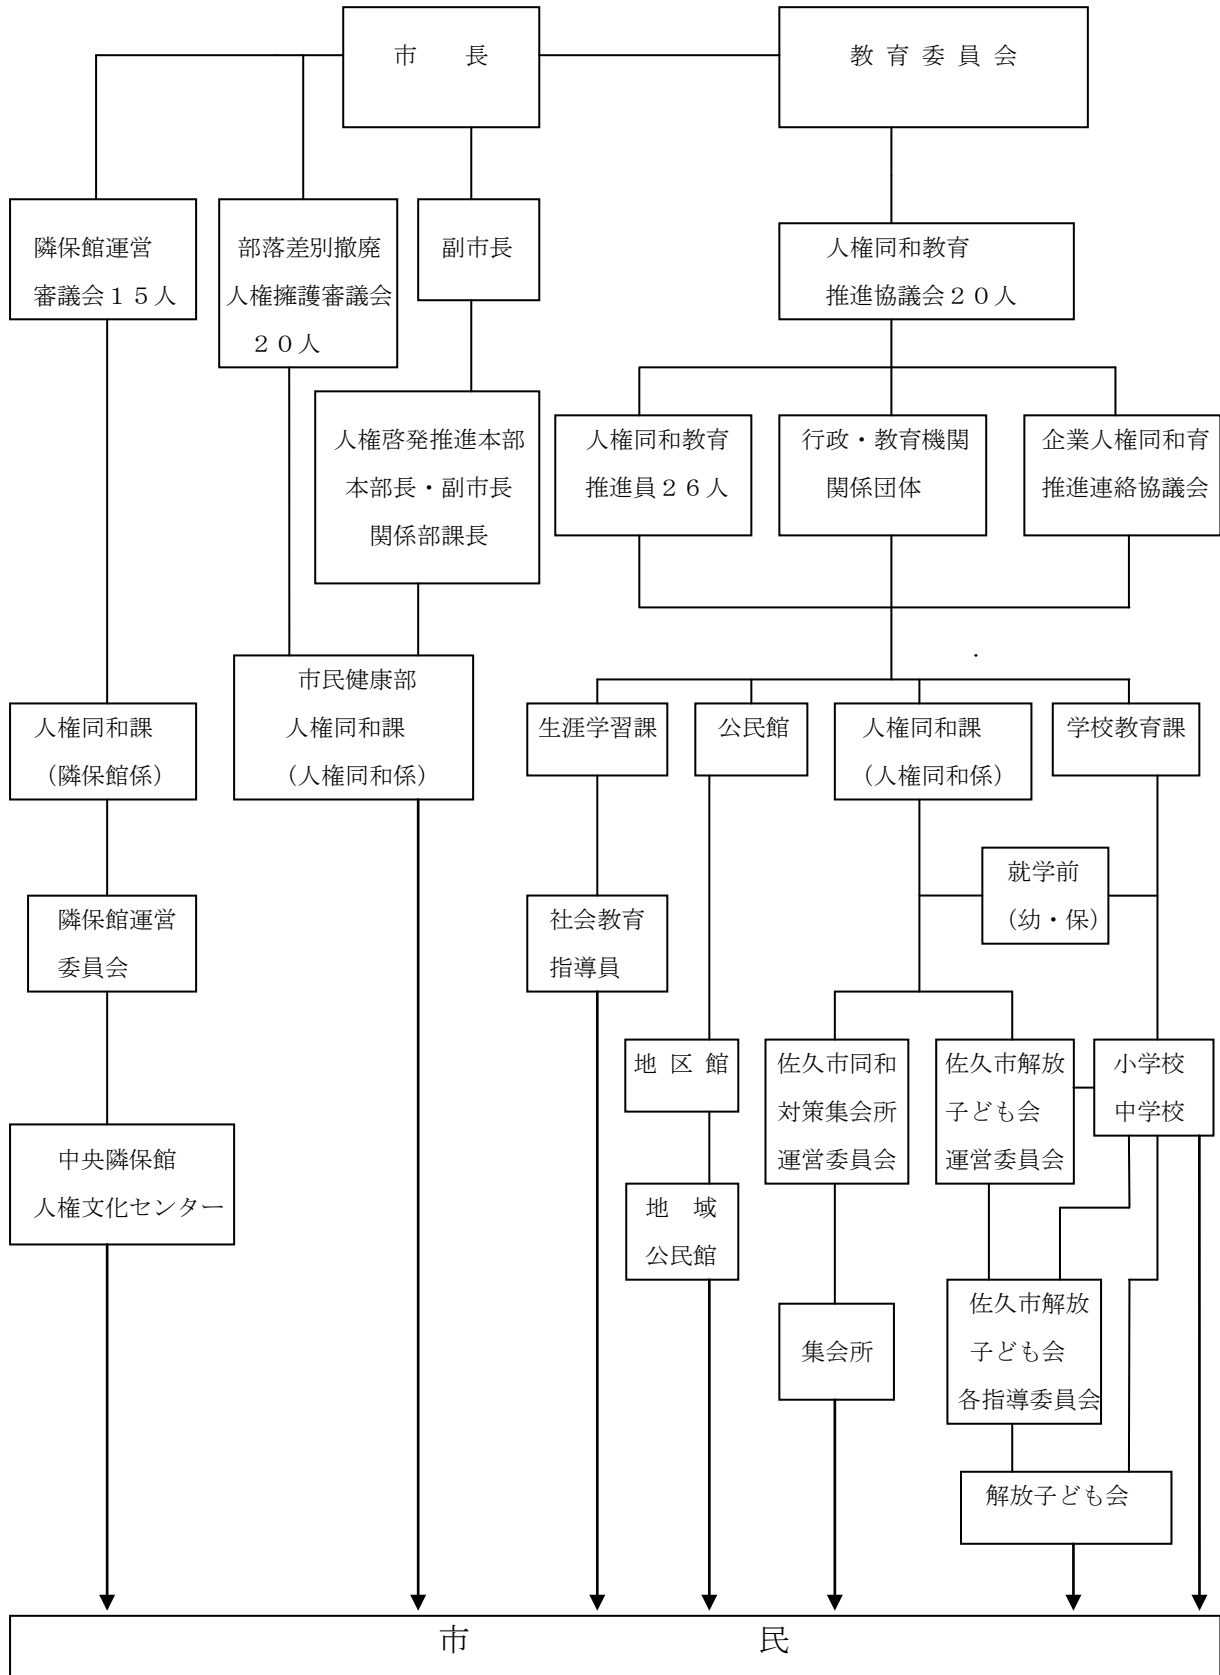 市　　長
教 育 委 員 会
隣保館運営
審議会１５人
部落差別撤廃
人権擁護審議会
２０人
副市長
人権同和教育
推進協議会２０人
人権啓発推進本部
本部長・副市長
関係部課長
人権同和教育
推進員２６人
行政・教育機関
関係団体
企業人権同和育
推進連絡協議会
市民健康部
人権同和課
（人権同和係）
人権同和課
（隣保館係）
生涯学習課
公民館
人権同和課
（人権同和係）
学校教育課
就学前
（幼・保）
隣保館運営
委員会
社会教育
指導員
地 区 館
佐久市同和
対策集会所
運営委員会
佐久市解放
子ども会
運営委員会
小学校
中学校
中央隣保館
人権文化センター
地　域
公民館
佐久市解放
子ども会
各指導委員会
集会所
解放子ども会
市　　　　民